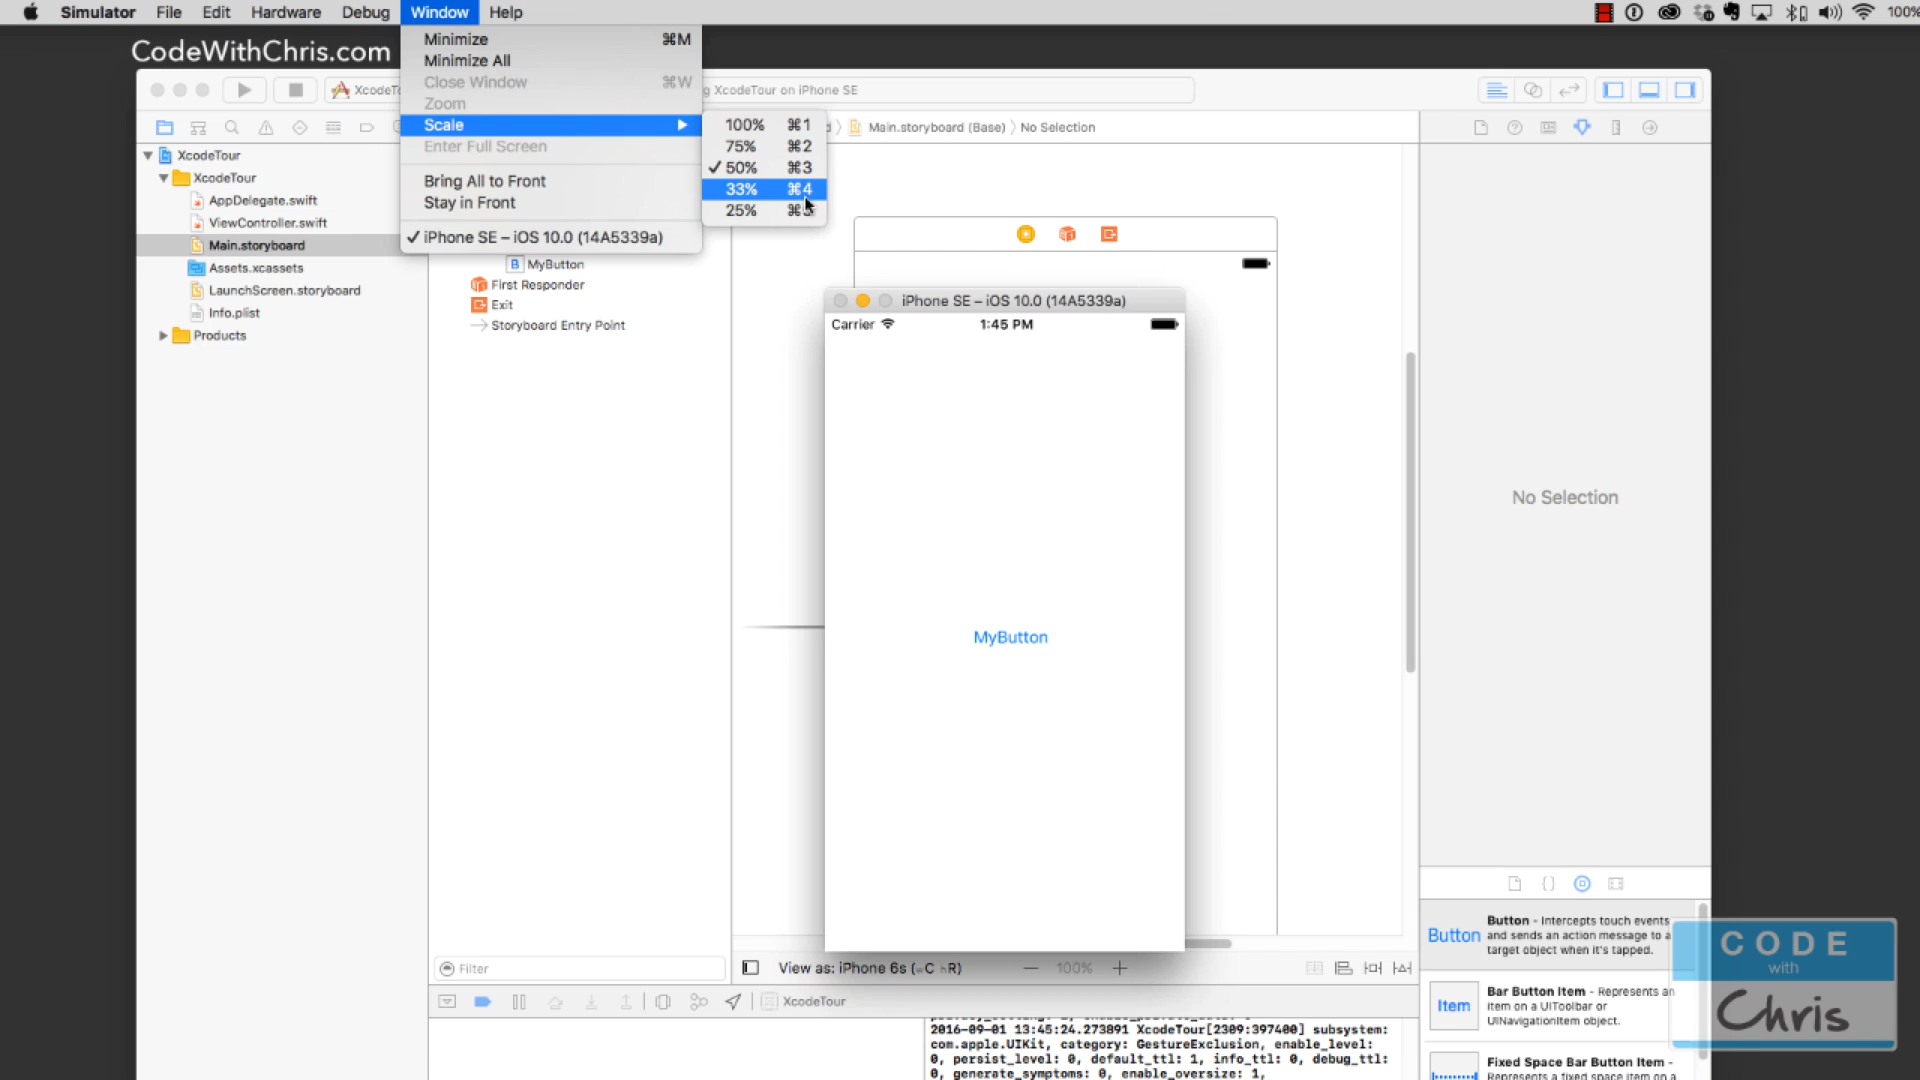 Simulator File Edit Hardware Debug Window Help 100%
CodeWithChris.com
Minimize ⌘M
Minimize All
Close Window ⌘W
Zoom
Scale
Enter Full Screen
Bring All to Front
Stay in Front
✓ iPhone SE – iOS 10.0 (14A5339a)
100% ⌘1
75% ⌘2
✓ 50% ⌘3
33% ⌘4
25%
XcodeTour on iPhone SE
Main.storyboard (Base) 〉 No Selection
XcodeTour
XcodeTour
AppDelegate.swift
ViewController.swift
Main.storyboard
Assets.xcassets
LaunchScreen.storyboard
Info.plist
Products
B MyButton
First Responder
Exit
Storyboard Entry Point
iPhone SE – iOS 10.0 (14A5339a)
Carrier 1:45 PM
MyButton
No Selection
Filter
View as: iPhone 6s (wC hR)
— 100% +
XcodeTour
2016-09-01 13:45:24.273891 XcodeTour[2309:397400] subsystem:
com.apple.UIKit, category: GestureExclusion, enable_level:
0, persist_level: 0, default_ttl: 1, info_ttl: 0, debug_ttl:
0, generate_symptoms: 0, enable_oversize: 1,
Button
Button - Intercepts touch events
and sends an action message to a
target object when it's tapped.
Item
Bar Button Item - Represents an
item on a UIToolbar or
UINavigationItem object.
Fixed Space Bar Button Item -
Represents a fixed space item on a
CODE
with
Chris